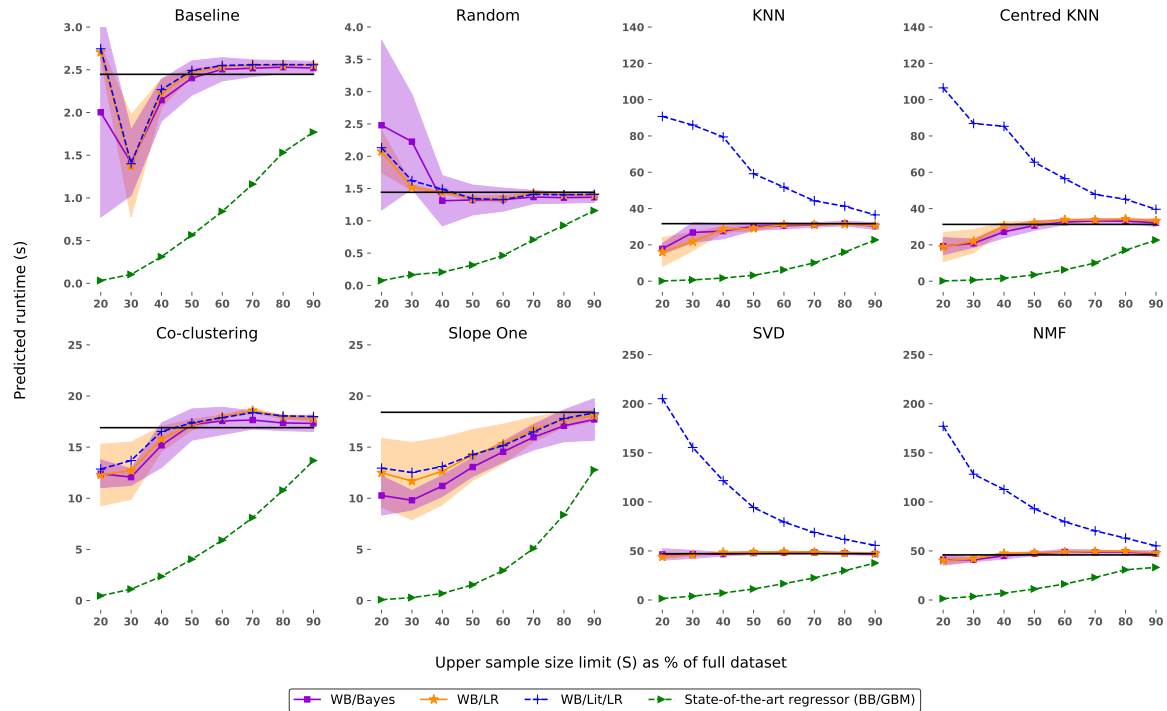 Baseline
Random
KNN
Centred KNN
3.0
2.5
2.0
1.5
1.0
0.5
0.0
4.0
3.5
3.0
2.5
2.0
1.5
1.0
0.5
0.0
140
120
100
80
60
40
20
0
140
120
100
80
60
40
20
0
20 30 40 50 60 70 80 90
20 30 40 50 60 70 80 90
20 30 40 50 60 70 80 90
20 30 40 50 60 70 80 90
Predicted runtime (s)
Co-clustering
Slope One
SVD
NMF
25
20
15
10
5
0
25
20
15
10
5
0
250
200
150
100
50
0
250
200
150
100
50
0
20 30 40 50 60 70 80 90
20 30 40 50 60 70 80 90
20 30 40 50 60 70 80 90
20 30 40 50 60 70 80 90
Upper sample size limit (S) as % of full dataset
WB/Bayes WB/LR WB/Lit/LR State-of-the-art regressor (BB/GBM)